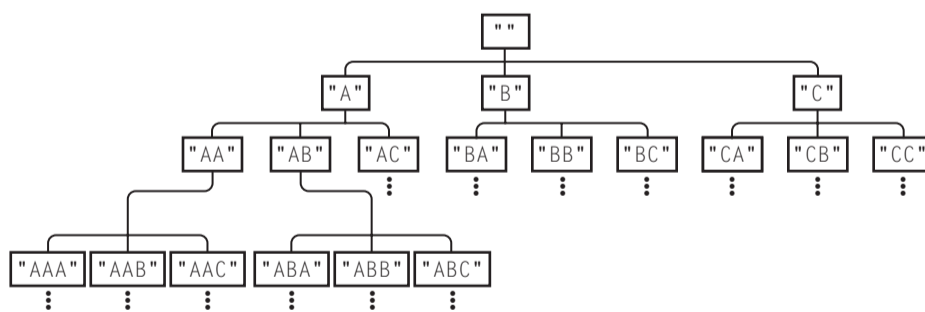 ""
"A" "B" "C"
"AA" "AB" "AC" "BA" "BB" "BC" "CA" "CB" "CC"
"AAA" "AAB" "AAC" "ABA" "ABB" "ABC"